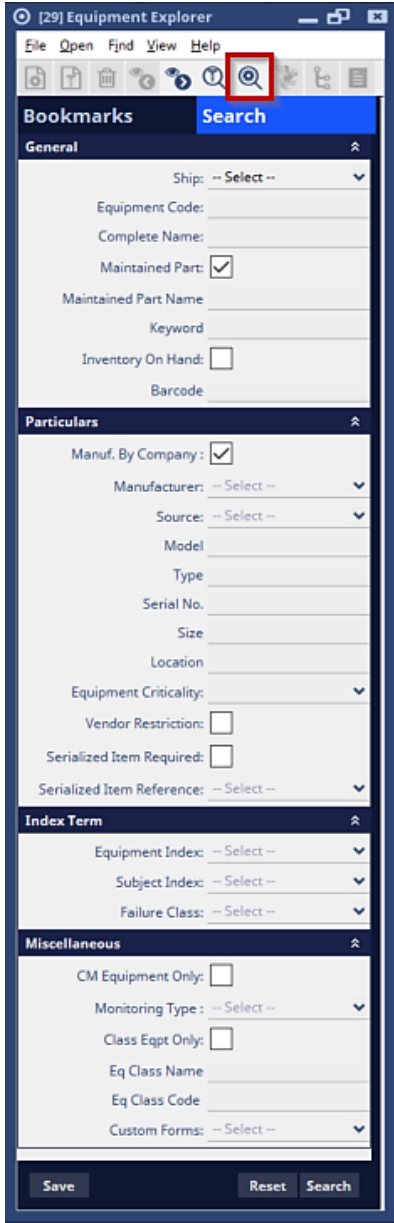 [29] Equipment Explorer
File Open Find View Help
Bookmarks Search
General
Ship: -- Select --
Equipment Code:
Complete Name:
Maintained Part:
Maintained Part Name
Keyword
Inventory On Hand:
Barcode
Particulars
Manuf. By Company :
Manufacturer: -- Select --
Source: -- Select --
Model
Type
Serial No.
Size
Location
Equipment Criticality:
Vendor Restriction:
Serialized Item Required:
Serialized Item Reference: -- Select --
Index Term
Equipment Index: -- Select --
Subject Index: -- Select --
Failure Class: -- Select --
Miscellaneous
CM Equipment Only:
Monitoring Type : -- Select --
Class Eqpt Only:
Eq Class Name
Eq Class Code
Custom Forms: -- Select --
Save Reset Search